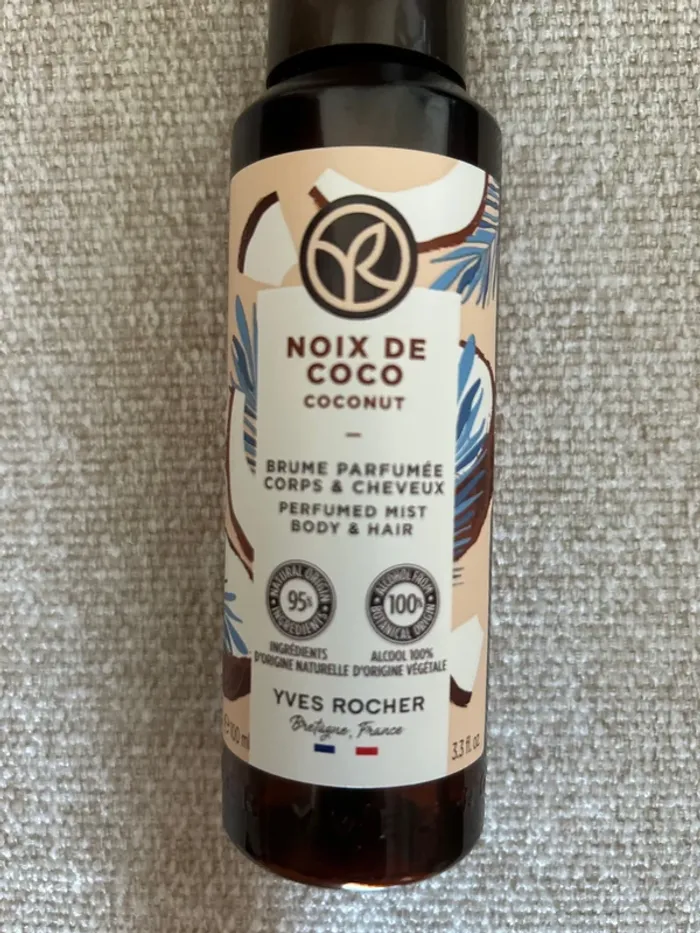 NOIX DE
COCO
COCONUT
BRUME PARFUMÉE
CORPS & CHEVEUX
PERFUMED MIST
BODY & HAIR
NATURAL ORIGIN
95%
INGREDIENTS
ALCOHOL FROM
100%
BOTANICAL ORIGIN
INGRÉDIENTS
D'ORIGINE NATURELLE
ALCOOL 100%
D'ORIGINE VÉGÉTALE
YVES ROCHER
Bretagne, France
℮100 ml
3.3 fl. oz.